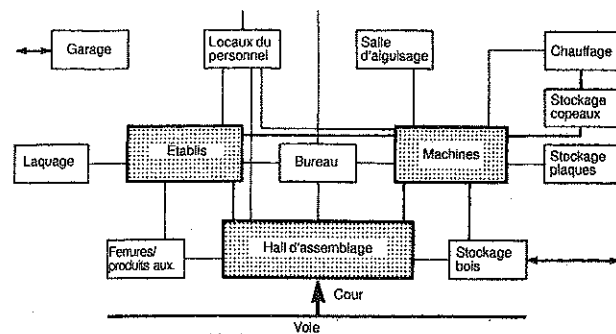 Garage
Locaux du
personnel
Salle
d'aiguisage
Chauffage
Stockage
copeaux
Laquage
Etablis
Bureau
Machines
Stockage
plaques
Ferrures/
produits aux.
Hall d'assemblage
Stockage
bois
Cour
Voie